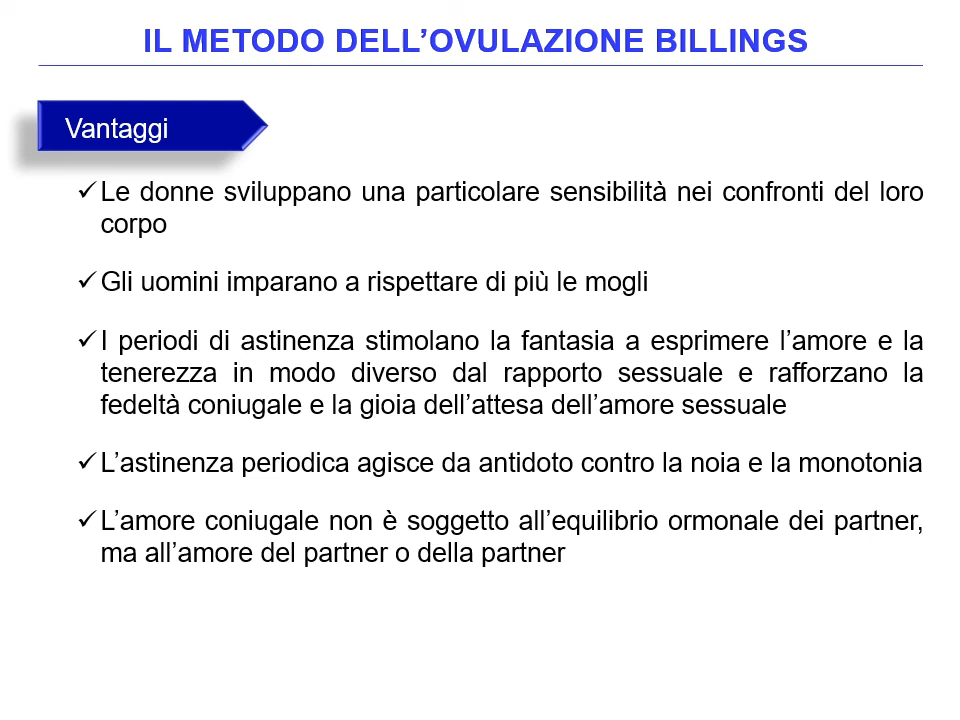 IL METODO DELL’OVULAZIONE BILLINGS
Vantaggi
✓Le donne sviluppano una particolare sensibilità nei confronti del loro
corpo
✓Gli uomini imparano a rispettare di più le mogli
✓I periodi di astinenza stimolano la fantasia a esprimere l’amore e la
tenerezza in modo diverso dal rapporto sessuale e rafforzano la
fedeltà coniugale e la gioia dell’attesa dell’amore sessuale
✓L’astinenza periodica agisce da antidoto contro la noia e la monotonia
✓L’amore coniugale non è soggetto all’equilibrio ormonale dei partner,
ma all’amore del partner o della partner